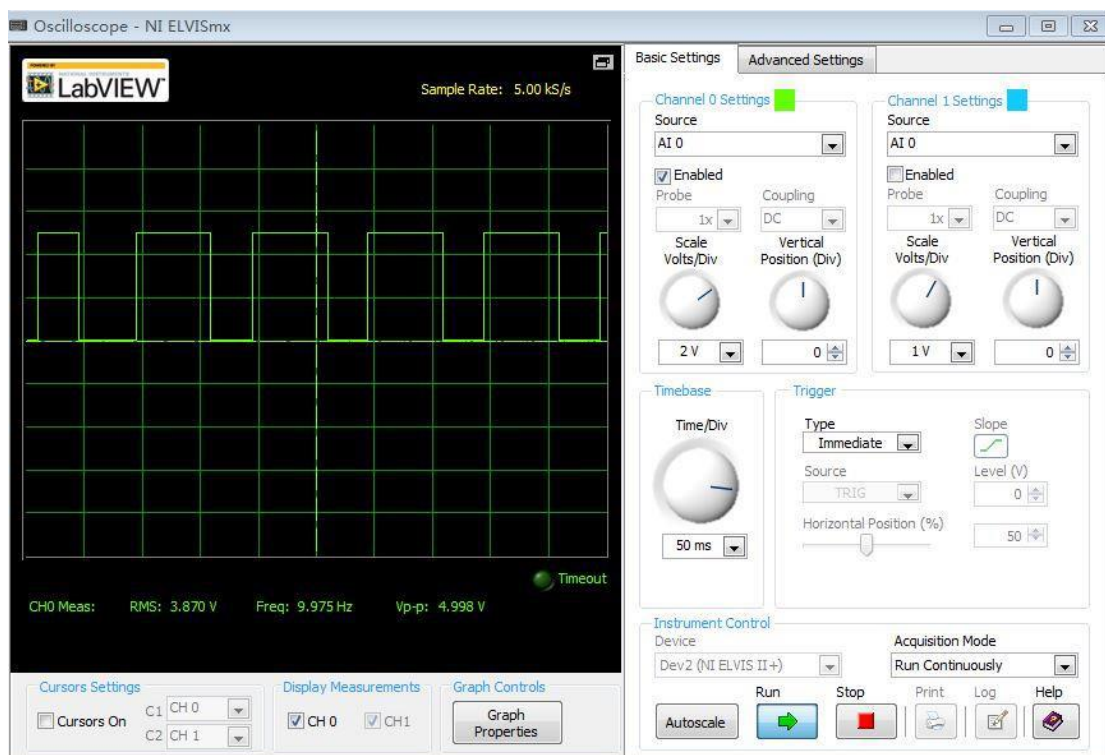 Oscilloscope - NI ELVISmx
POWERED BY
NATIONAL INSTRUMENTS
LabVIEW
Sample Rate: 5.00 kS/s
Timeout
CH0 Meas: RMS: 3.870 V Freq: 9.975 Hz Vp-p: 4.998 V
Cursors Settings
Cursors On
C1 CH 0
C2 CH 1
Display Measurements
CH 0 CH1
Graph Controls
Graph
Properties
Basic Settings Advanced Settings
Channel 0 Settings
Source
AI 0
Enabled
Probe Coupling
1x DC
Scale Vertical
Volts/Div Position (Div)
2 V 0
Channel 1 Settings
Source
AI 0
Enabled
Probe Coupling
1x DC
Scale Vertical
Volts/Div Position (Div)
1 V 0
Timebase
Time/Div
50 ms
Trigger
Type Slope
Immediate
Source Level (V)
TRIG 0
Horizontal Position (%)
50
Instrument Control
Device Acquisition Mode
Dev2 (NI ELVIS II+) Run Continuously
Run Stop Print Log Help
Autoscale